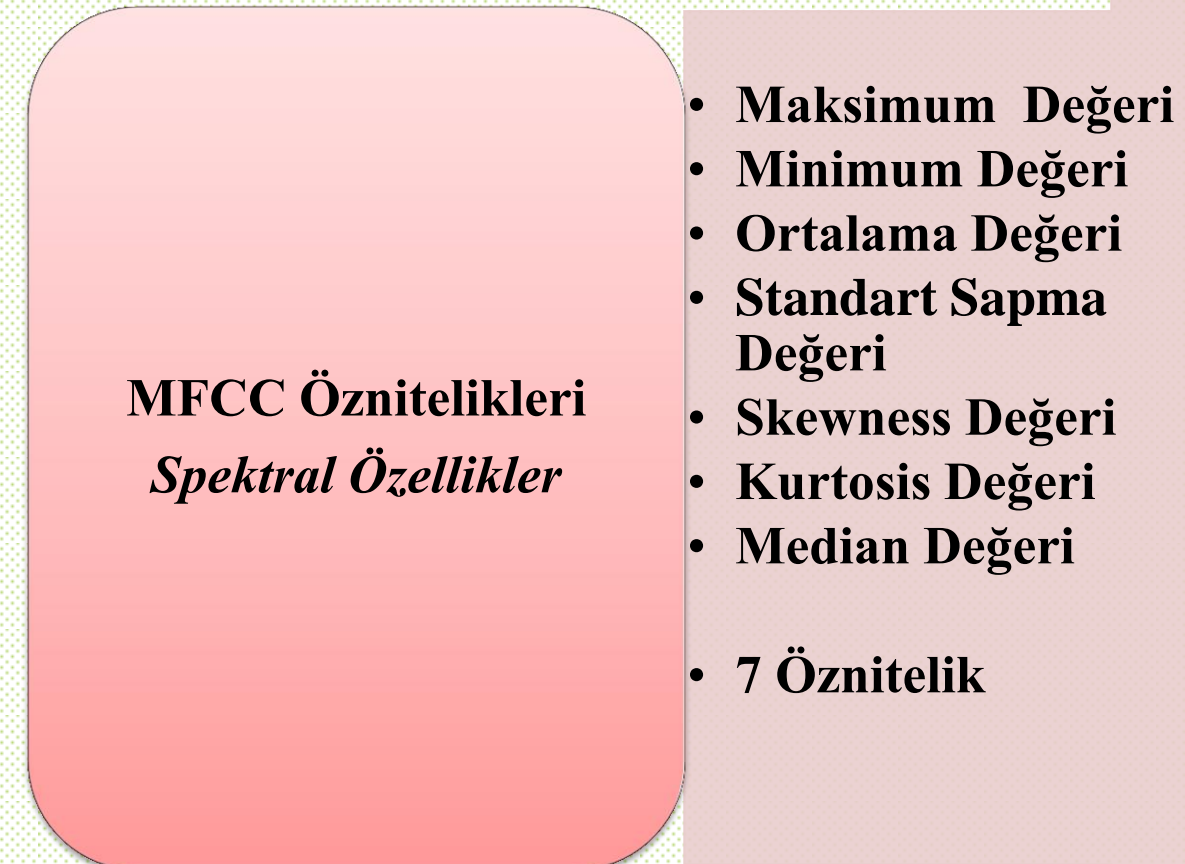 MFCC Öznitelikleri
Spektral Özellikler
• Maksimum  Değeri
• Minimum Değeri
• Ortalama Değeri
• Standart Sapma
Değeri
• Skewness Değeri
• Kurtosis Değeri
• Median Değeri
• 7 Öznitelik